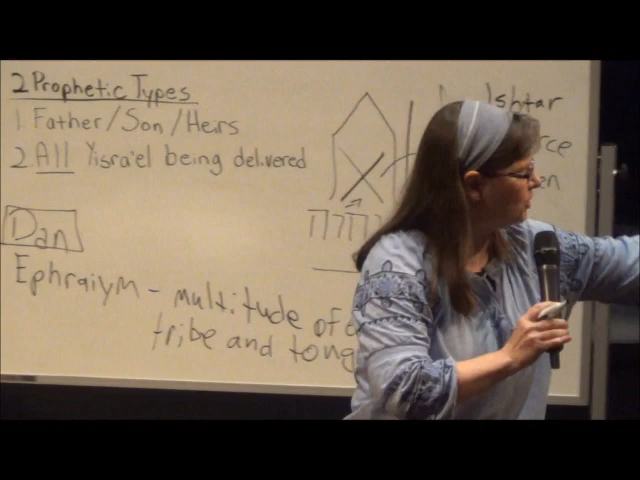 2 Prophetic Types
1. Father/Son/Heirs
2. All Yisra'el being delivered
Dan
Ephraiym - multitude of
tribe and tong
Ishtar